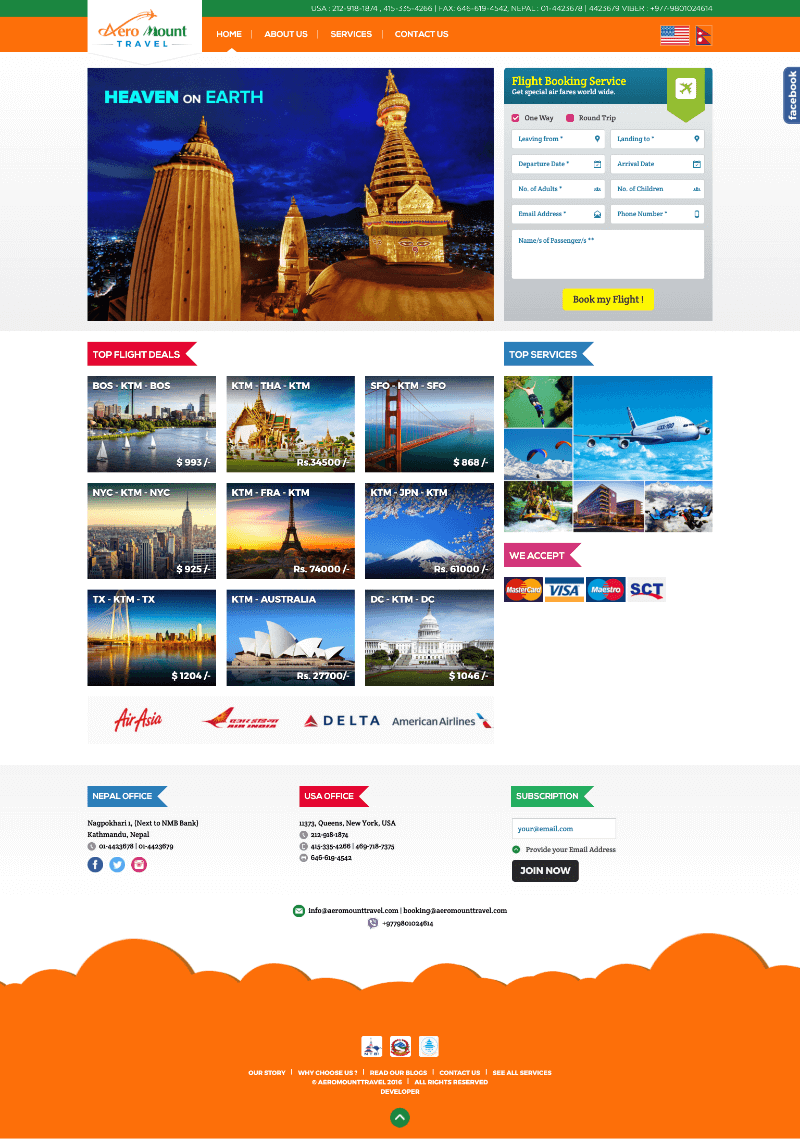 USA : 212-918-1874 , 415-335-4266 | FAX: 646-619-4542, NEPAL : 01-4423678 | 4423679 VIBER : +977-9801024614
Aero Mount
TRAVEL
HOME
ABOUT US
SERVICES
CONTACT US
facebook
HEAVEN ON EARTH
Flight Booking Service
Get special air fares world wide.
One Way
Round Trip
Leaving from *
Landing to *
Departure Date *
Arrival Date
No. of Adults *
No. of Children
Email Address *
Phone Number *
Name/s of Passenger/s **
Book my Flight !
TOP FLIGHT DEALS
BOS - KTM - BOS
$ 993 /-
KTM - THA - KTM
Rs.34500 /-
SFO - KTM - SFO
$ 868 /-
NYC - KTM - NYC
$ 925 /-
KTM - FRA - KTM
Rs. 74000 /-
KTM - JPN - KTM
Rs. 61000 /-
TX - KTM - TX
$ 1204 /-
KTM - AUSTRALIA
Rs. 27700/-
DC - KTM - DC
$ 1046 /-
AirAsia
AIR INDIA
DELTA
American Airlines
TOP SERVICES
WE ACCEPT
MasterCard
VISA
Maestro
SCT
NEPAL OFFICE
Nagpokhari 1, (Next to NMB Bank)
Kathmandu, Nepal
01-4423678 | 01-4423679
USA OFFICE
11373, Queens, New York, USA
212-918-1874
415-335-4266 | 469-718-7375
646-619-4542
SUBSCRIPTION
your@email.com
Provide your Email Address
JOIN NOW
info@aeromounttravel.com | booking@aeromounttravel.com
+9779801024614
OUR STORY | WHY CHOOSE US ? | READ OUR BLOGS | CONTACT US | SEE ALL SERVICES
© AEROMOUNTTRAVEL 2016 | ALL RIGHTS RESERVED
DEVELOPER